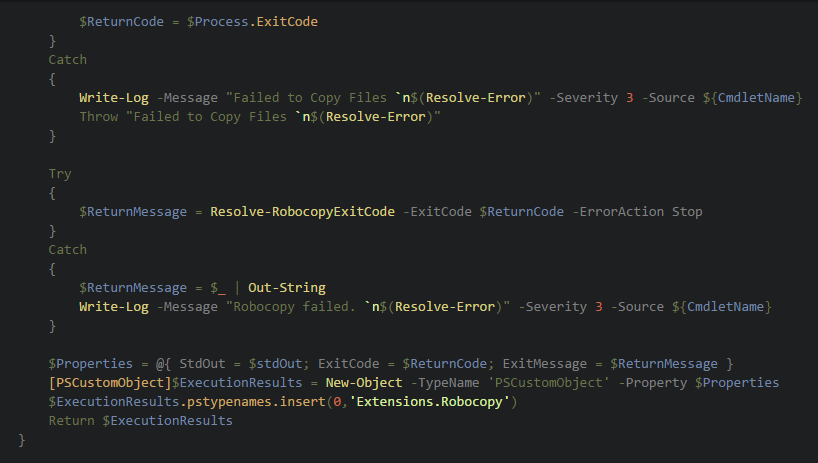 $ReturnCode = $Process.ExitCode
}
Catch
{
Write-Log -Message "Failed to Copy Files `n$(Resolve-Error)" -Severity 3 -Source ${CmdletName}
Throw "Failed to Copy Files `n$(Resolve-Error)"
}
Try
{
$ReturnMessage = Resolve-RobocopyExitCode -ExitCode $ReturnCode -ErrorAction Stop
}
Catch
{
$ReturnMessage = $_ | Out-String
Write-Log -Message "Robocopy failed. `n$(Resolve-Error)" -Severity 3 -Source ${CmdletName}
}
$Properties = @{ StdOut = $stdOut; ExitCode = $ReturnCode; ExitMessage = $ReturnMessage }
[PSCustomObject]$ExecutionResults = New-Object -TypeName 'PSCustomObject' -Property $Properties
$ExecutionResults.pstypenames.insert(0,'Extensions.Robocopy')
Return $ExecutionResults
}